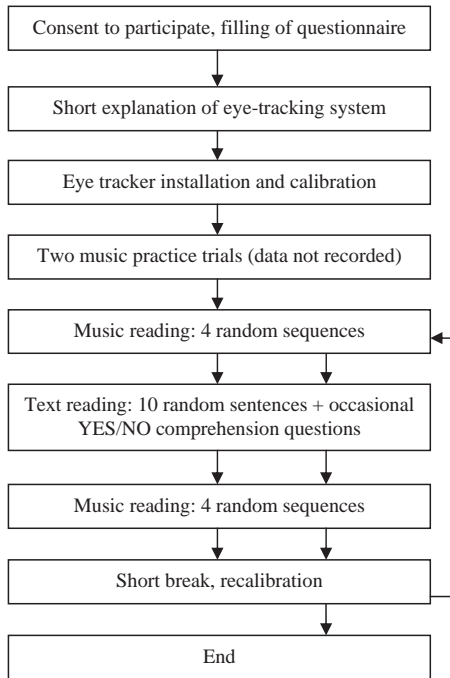 Consent to participate, filling of questionnaire
Short explanation of eye-tracking system
Eye tracker installation and calibration
Two music practice trials (data not recorded)
Music reading: 4 random sequences
Text reading: 10 random sentences + occasional
YES/NO comprehension questions
Music reading: 4 random sequences
Short break, recalibration
End